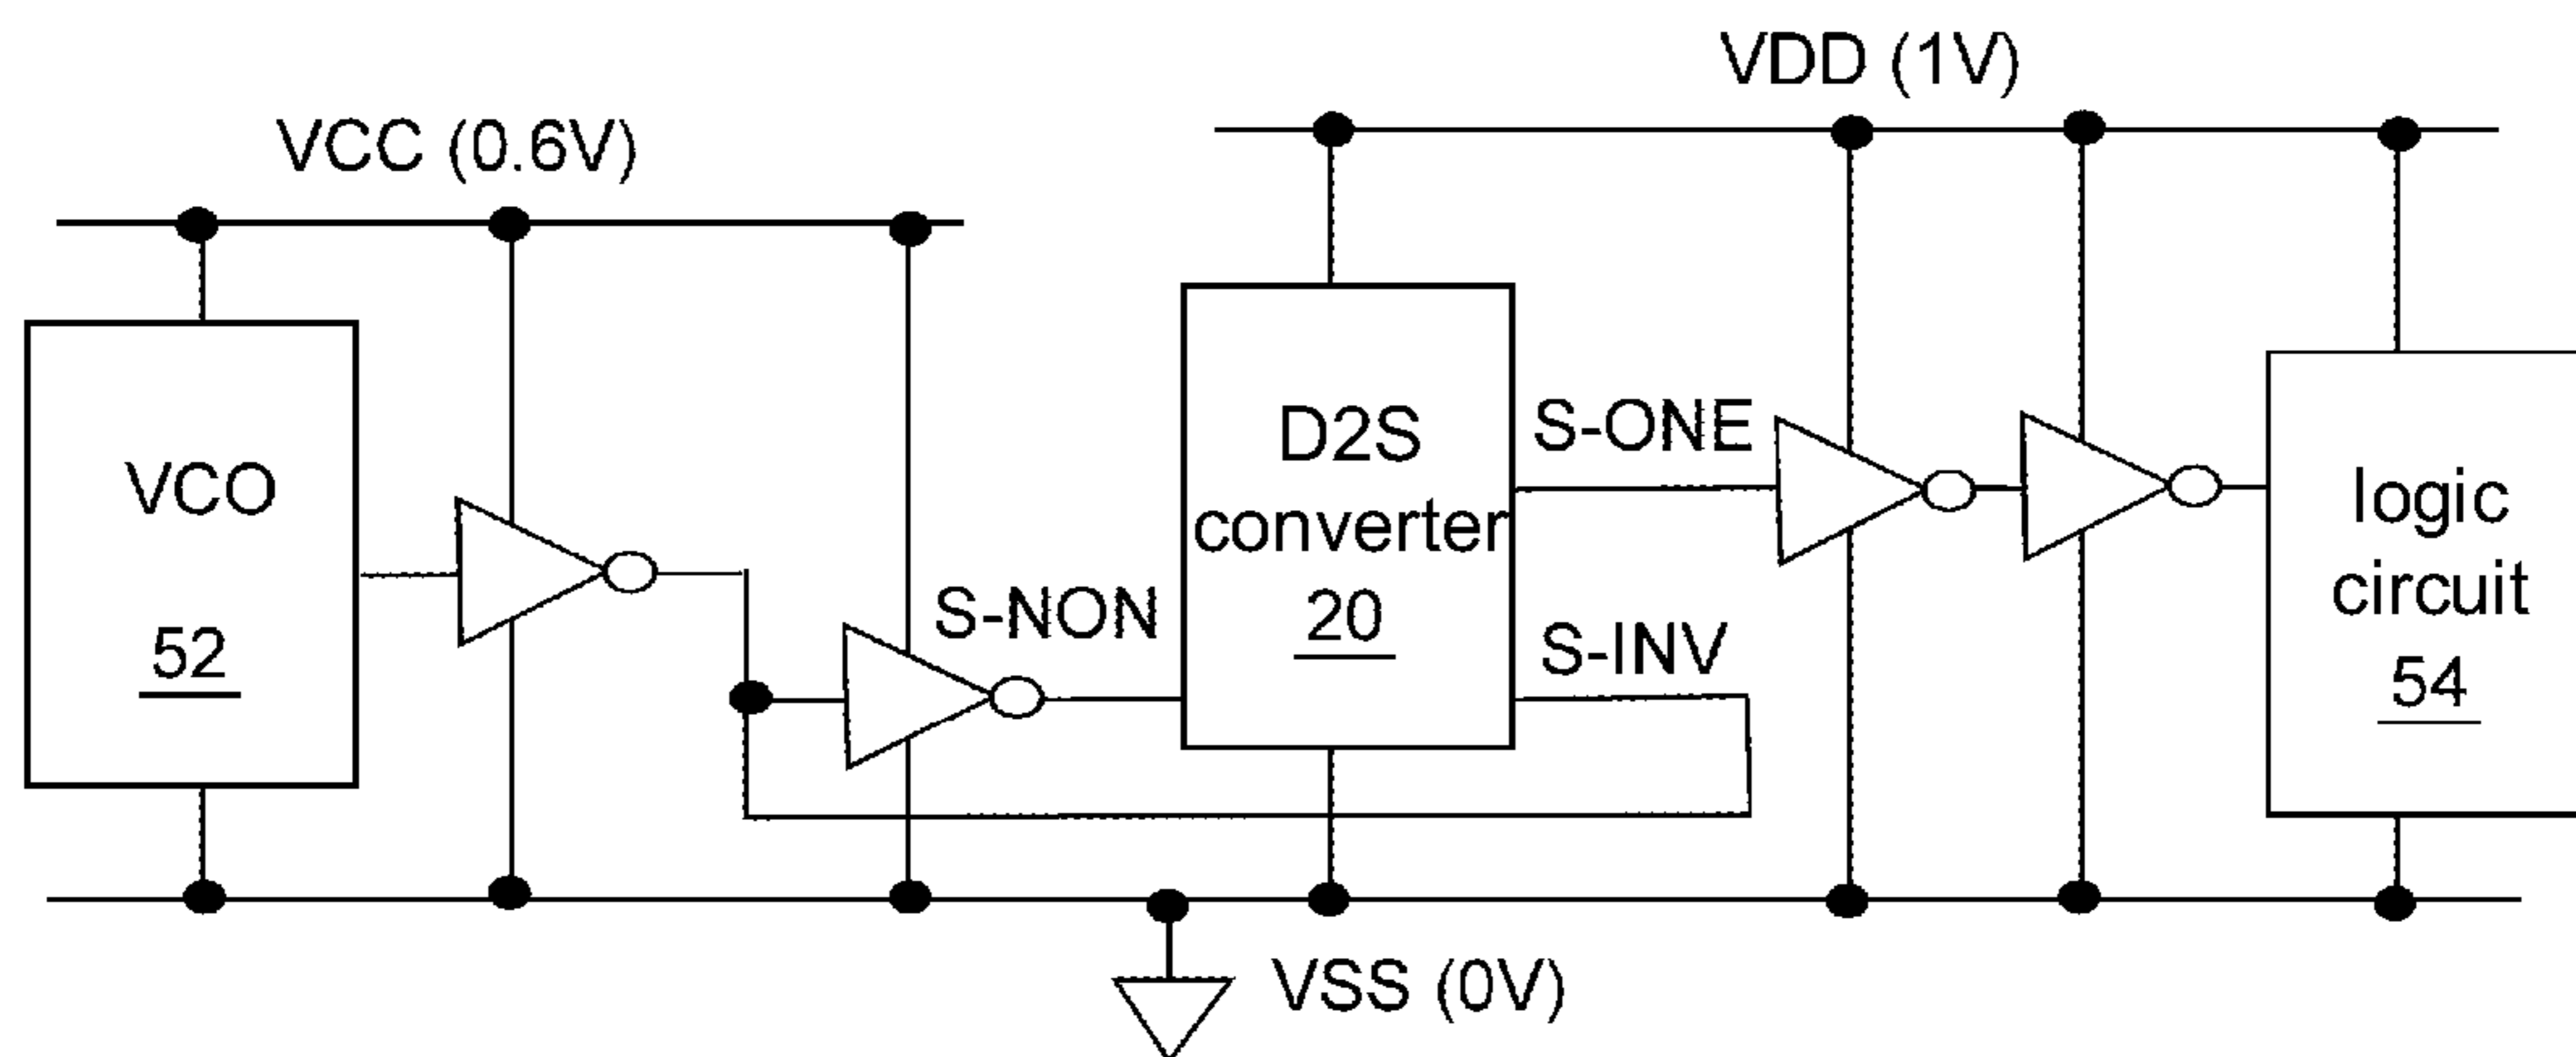 VDD (1V)
VCC (0.6V)
VCO
52
S-NON
D2S
converter
20
S-ONE
S-INV
logic
circuit
54
VSS (0V)